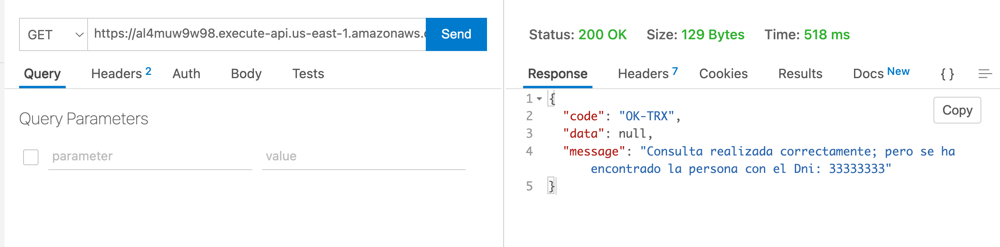 GET
https://al4muw9w98.execute-api.us-east-1.amazonaws.
Send
Query
Headers 2
Auth
Body
Tests
Query Parameters
parameter
value
Status: 200 OK
Size: 129 Bytes
Time: 518 ms
Response
Headers 7
Cookies
Results
Docs New
{ }
1 {
Copy
2 "code": "OK-TRX",
3 "data": null,
4 "message": "Consulta realizada correctamente; pero se ha
encontrado la persona con el Dni: 33333333"
5 }